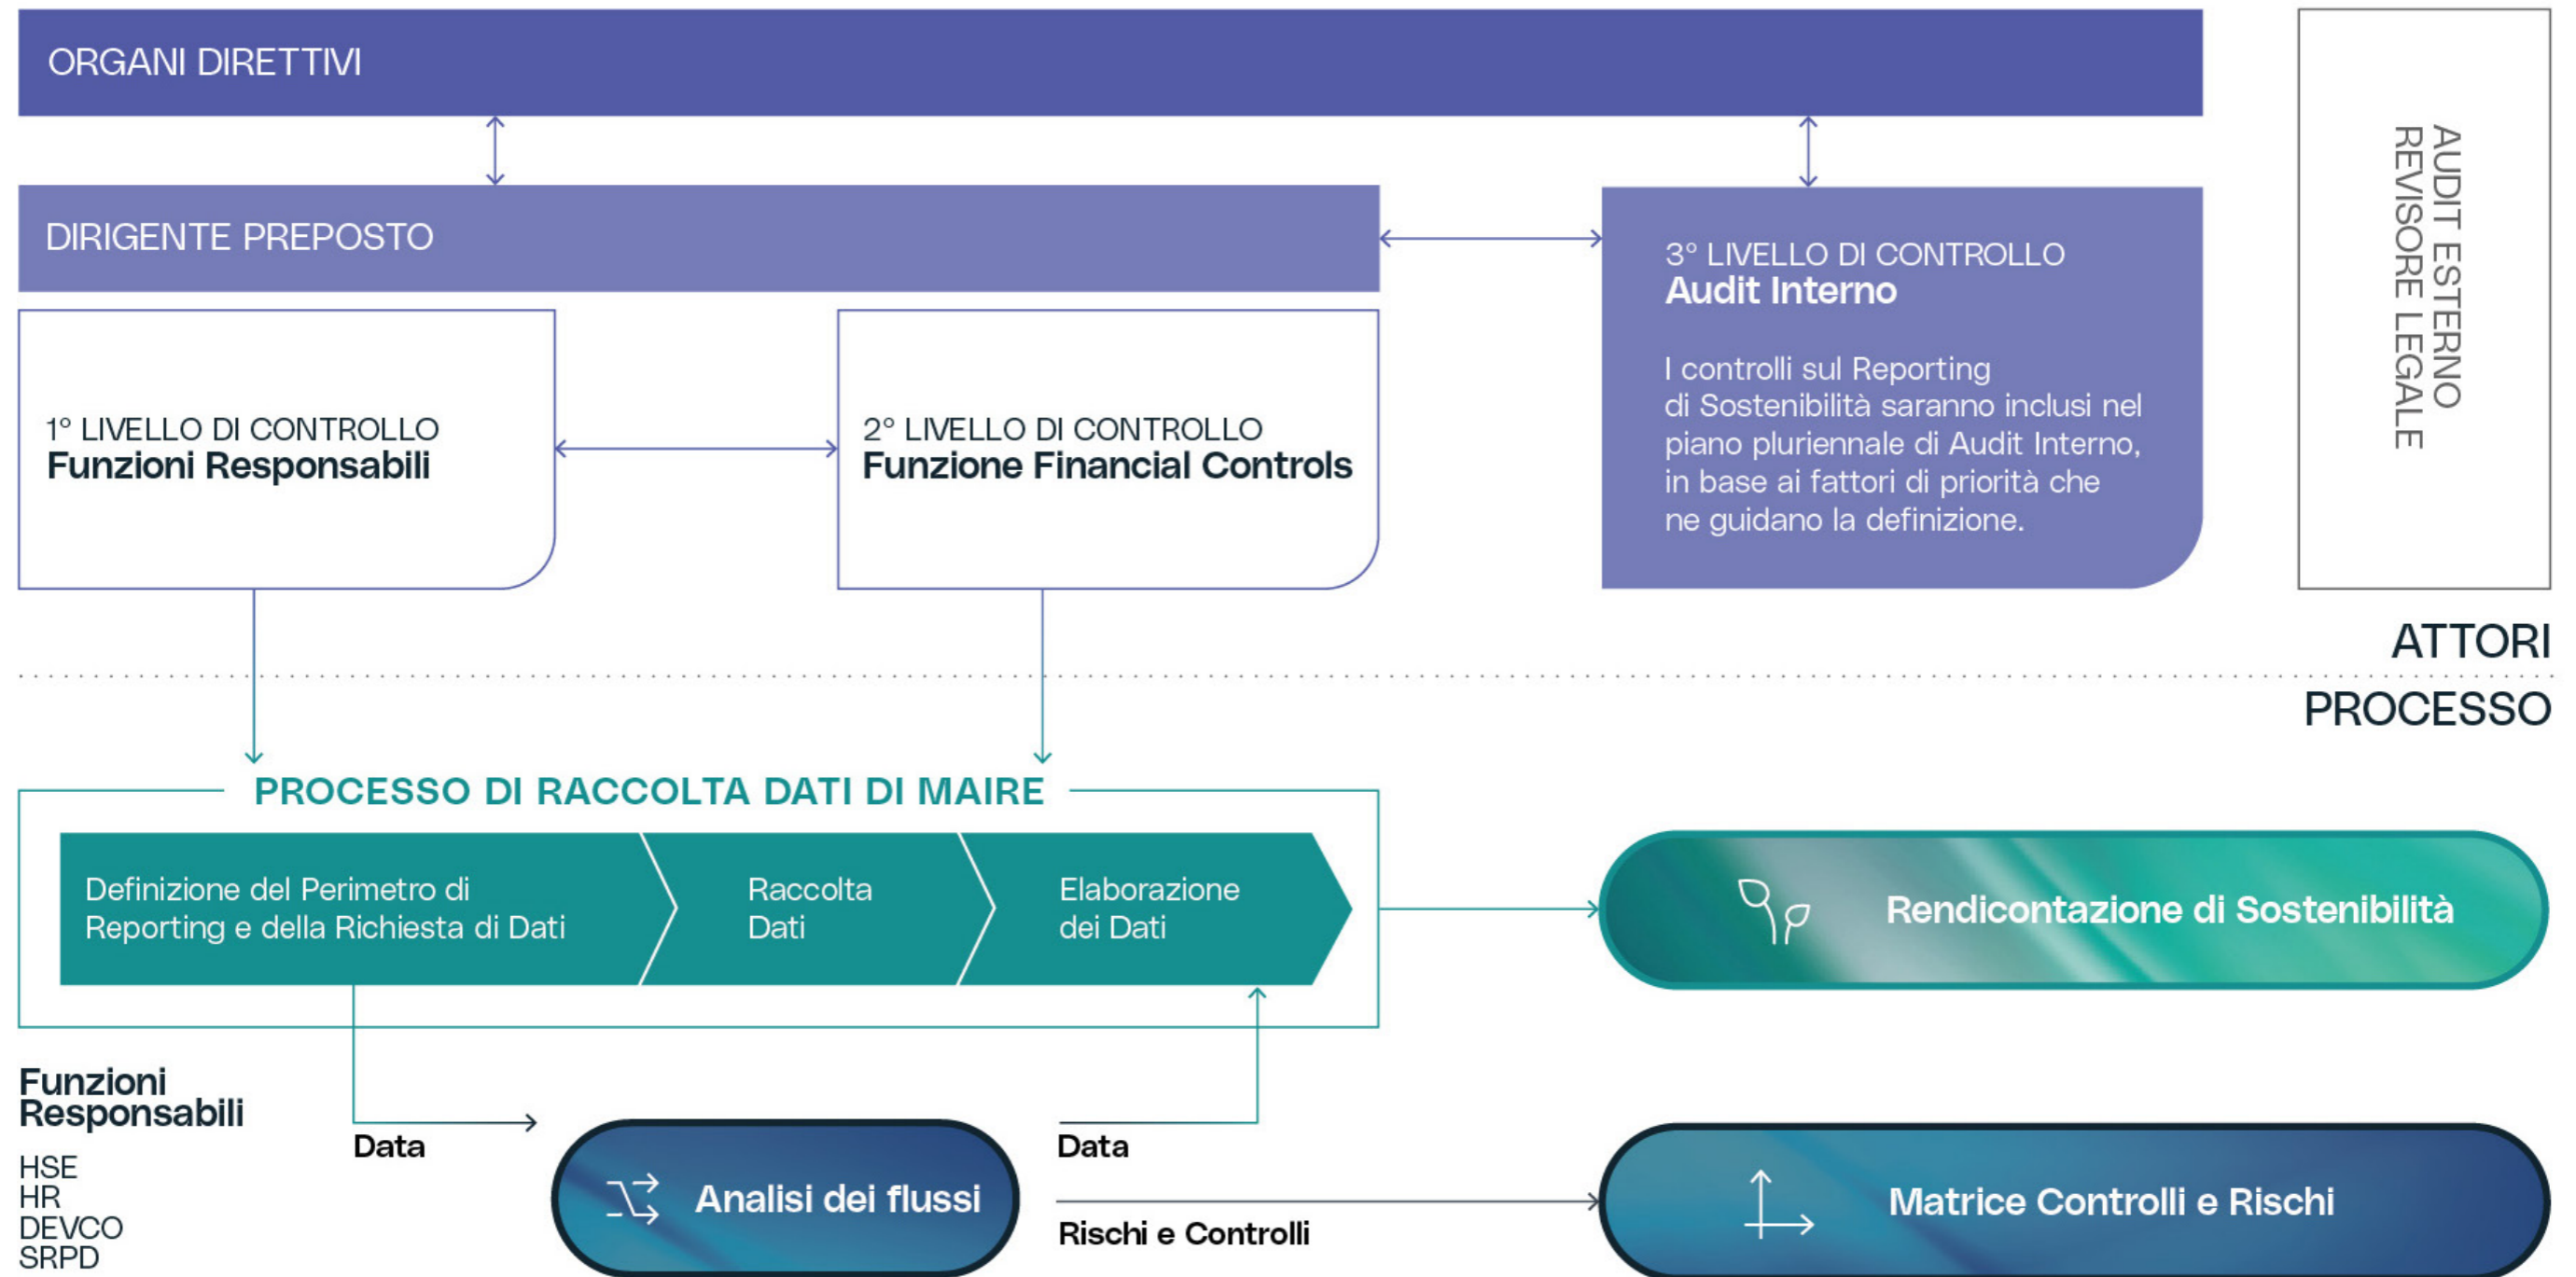 ORGANI DIRETTIVI
DIRIGENTE PREPOSTO
1° LIVELLO DI CONTROLLO
Funzioni Responsabili
2° LIVELLO DI CONTROLLO
Funzione Financial Controls
3° LIVELLO DI CONTROLLO
Audit Interno
I controlli sul Reporting
di Sostenibilità saranno inclusi nel
piano pluriennale di Audit Interno,
in base ai fattori di priorità che
ne guidano la definizione.
AUDIT ESTERNO
REVISORE LEGALE
ATTORI
PROCESSO
PROCESSO DI RACCOLTA DATI DI MAIRE
Definizione del Perimetro di
Reporting e della Richiesta di Dati
Raccolta
Dati
Elaborazione
dei Dati
Rendicontazione di Sostenibilità
Funzioni
Responsabili
HSE
HR
DEVCO
SRPD
Data
Analisi dei flussi
Data
Rischi e Controlli
Matrice Controlli e Rischi